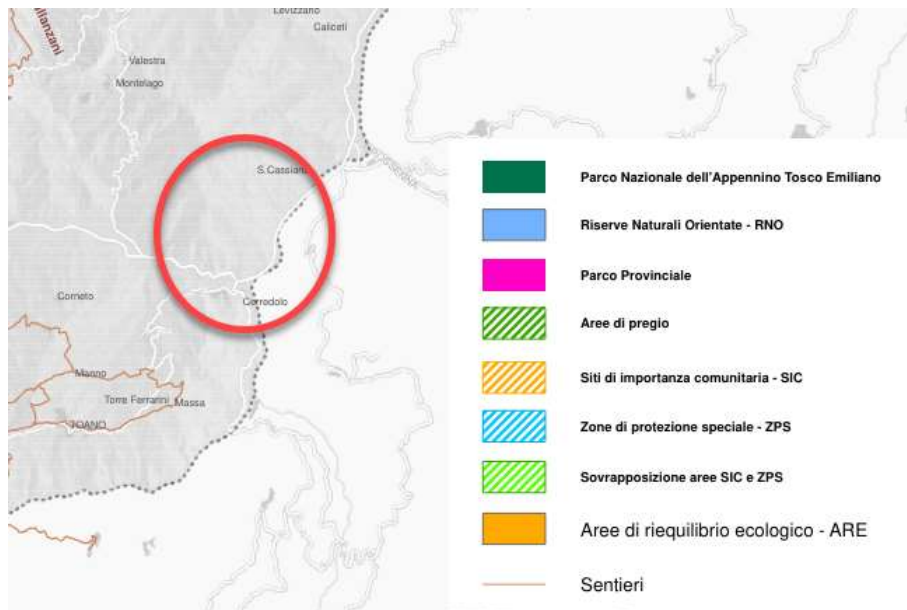 Levizzano
Caliceti
Valestra
Montelago
S.Cassiano
Corneto
Cerredolo
Manno
Torre Ferrarini
Massa
TOANO
Parco Nazionale dell'Appennino Tosco Emiliano
Riserve Naturali Orientate - RNO
Parco Provinciale
Aree di pregio
Siti di importanza comunitaria - SIC
Zone di protezione speciale - ZPS
Sovrapposizione aree SIC e ZPS
Aree di riequilibrio ecologico - ARE
Sentieri